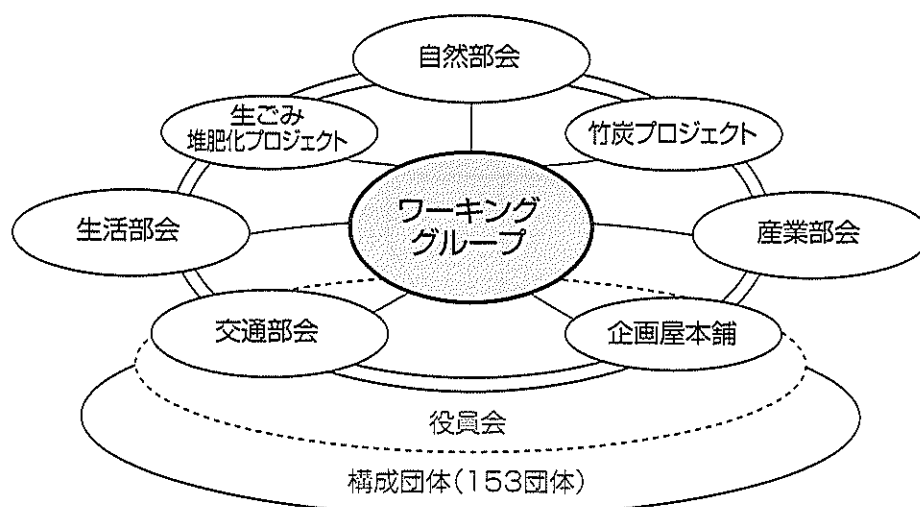 自然部会
生ごみ
堆肥化プロジェクト
竹炭プロジェクト
ワーキング
グループ
生活部会
産業部会
交通部会
企画屋本舗
役員会
構成団体(153団体)